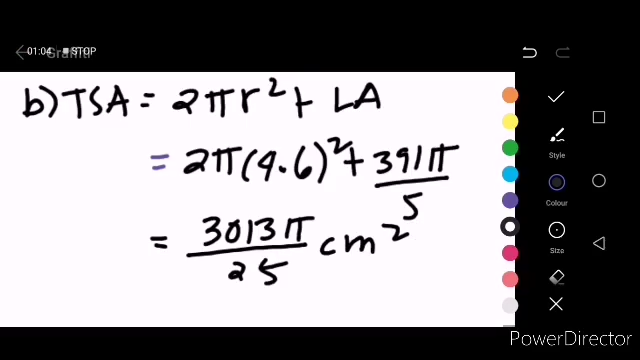 01:04 STOP
Graffiti
b) TSA = 2πr² + LA
= 2π(4.6)² + 391π/5
= 3013π/25 cm²
Style
Colour
Size
PowerDirector